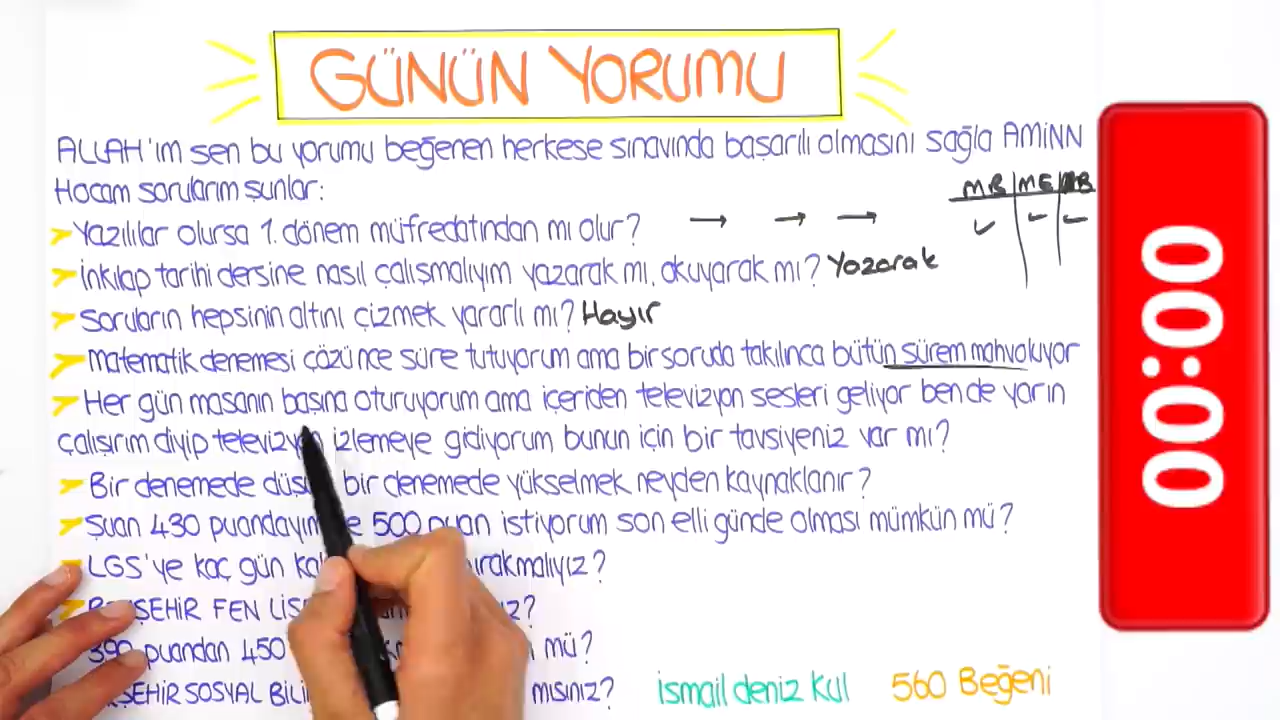 GÜNÜN YORUMU
ALLAH'ım sen bu yorumu beğenen herkese sınavında başarılı olmasını sağla AMİNN
Hocam sorularım şunlar:
MB ME
Yazılılar olursa 1. dönem müfredatından mı olur?
İnkılap tarihi dersine nasıl çalışmalıyım yazarak mı, okuyarak mı? Yazarak
Soruların hepsinin altını çizmek yararlı mı? Hayır
Matematik denemesi çözünce süre tutuyorum ama bir soruda takılınca bütün sürem mahvoluyor
Her gün masanın başına oturuyorum ama içeriden televizyon sesleri geliyor ben de yarın
çalışırım diyip televizyon izlemeye gidiyorum bunun için bir tavsiyeniz var mı?
Bir denemede bir denemede yükselmek neyden kaynaklanır?
Şuan 430 puandayım 500 puan istiyorum son elli günde olması mümkün mü?
LGS'ye kaç gün
FEN
390 puandan 450 mü?
SOSYAL mısınız?
ismail deniz kul 560 Beğeni
00:00